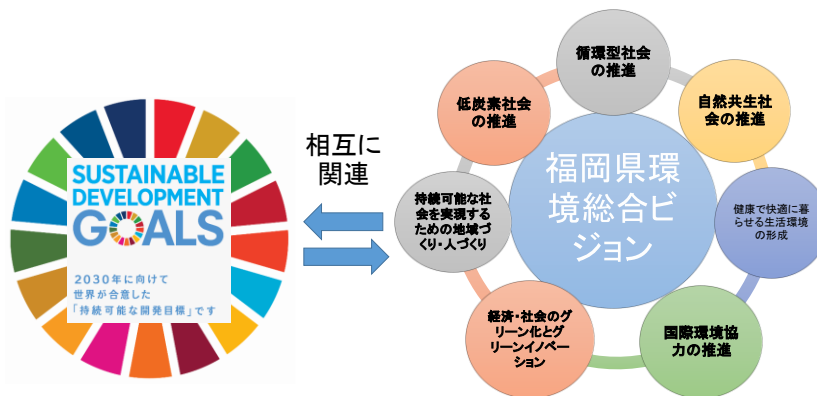 SUSTAINABLE
DEVELOPMENT
GOALS
2030年に向けて
世界が合意した
「持続可能な開発目標」です
相互に
関連
循環型社会
の推進
低炭素社会
の推進
自然共生社
会の推進
福岡県環
境総合ビ
ジョン
持続可能な社
会を実現する
ための地域づ
くり・人づくり
健康で快適に暮
らせる生活環境
の形成
経済・社会のグ
リーン化とグ
リーンイノベー
ション
国際環境協
力の推進